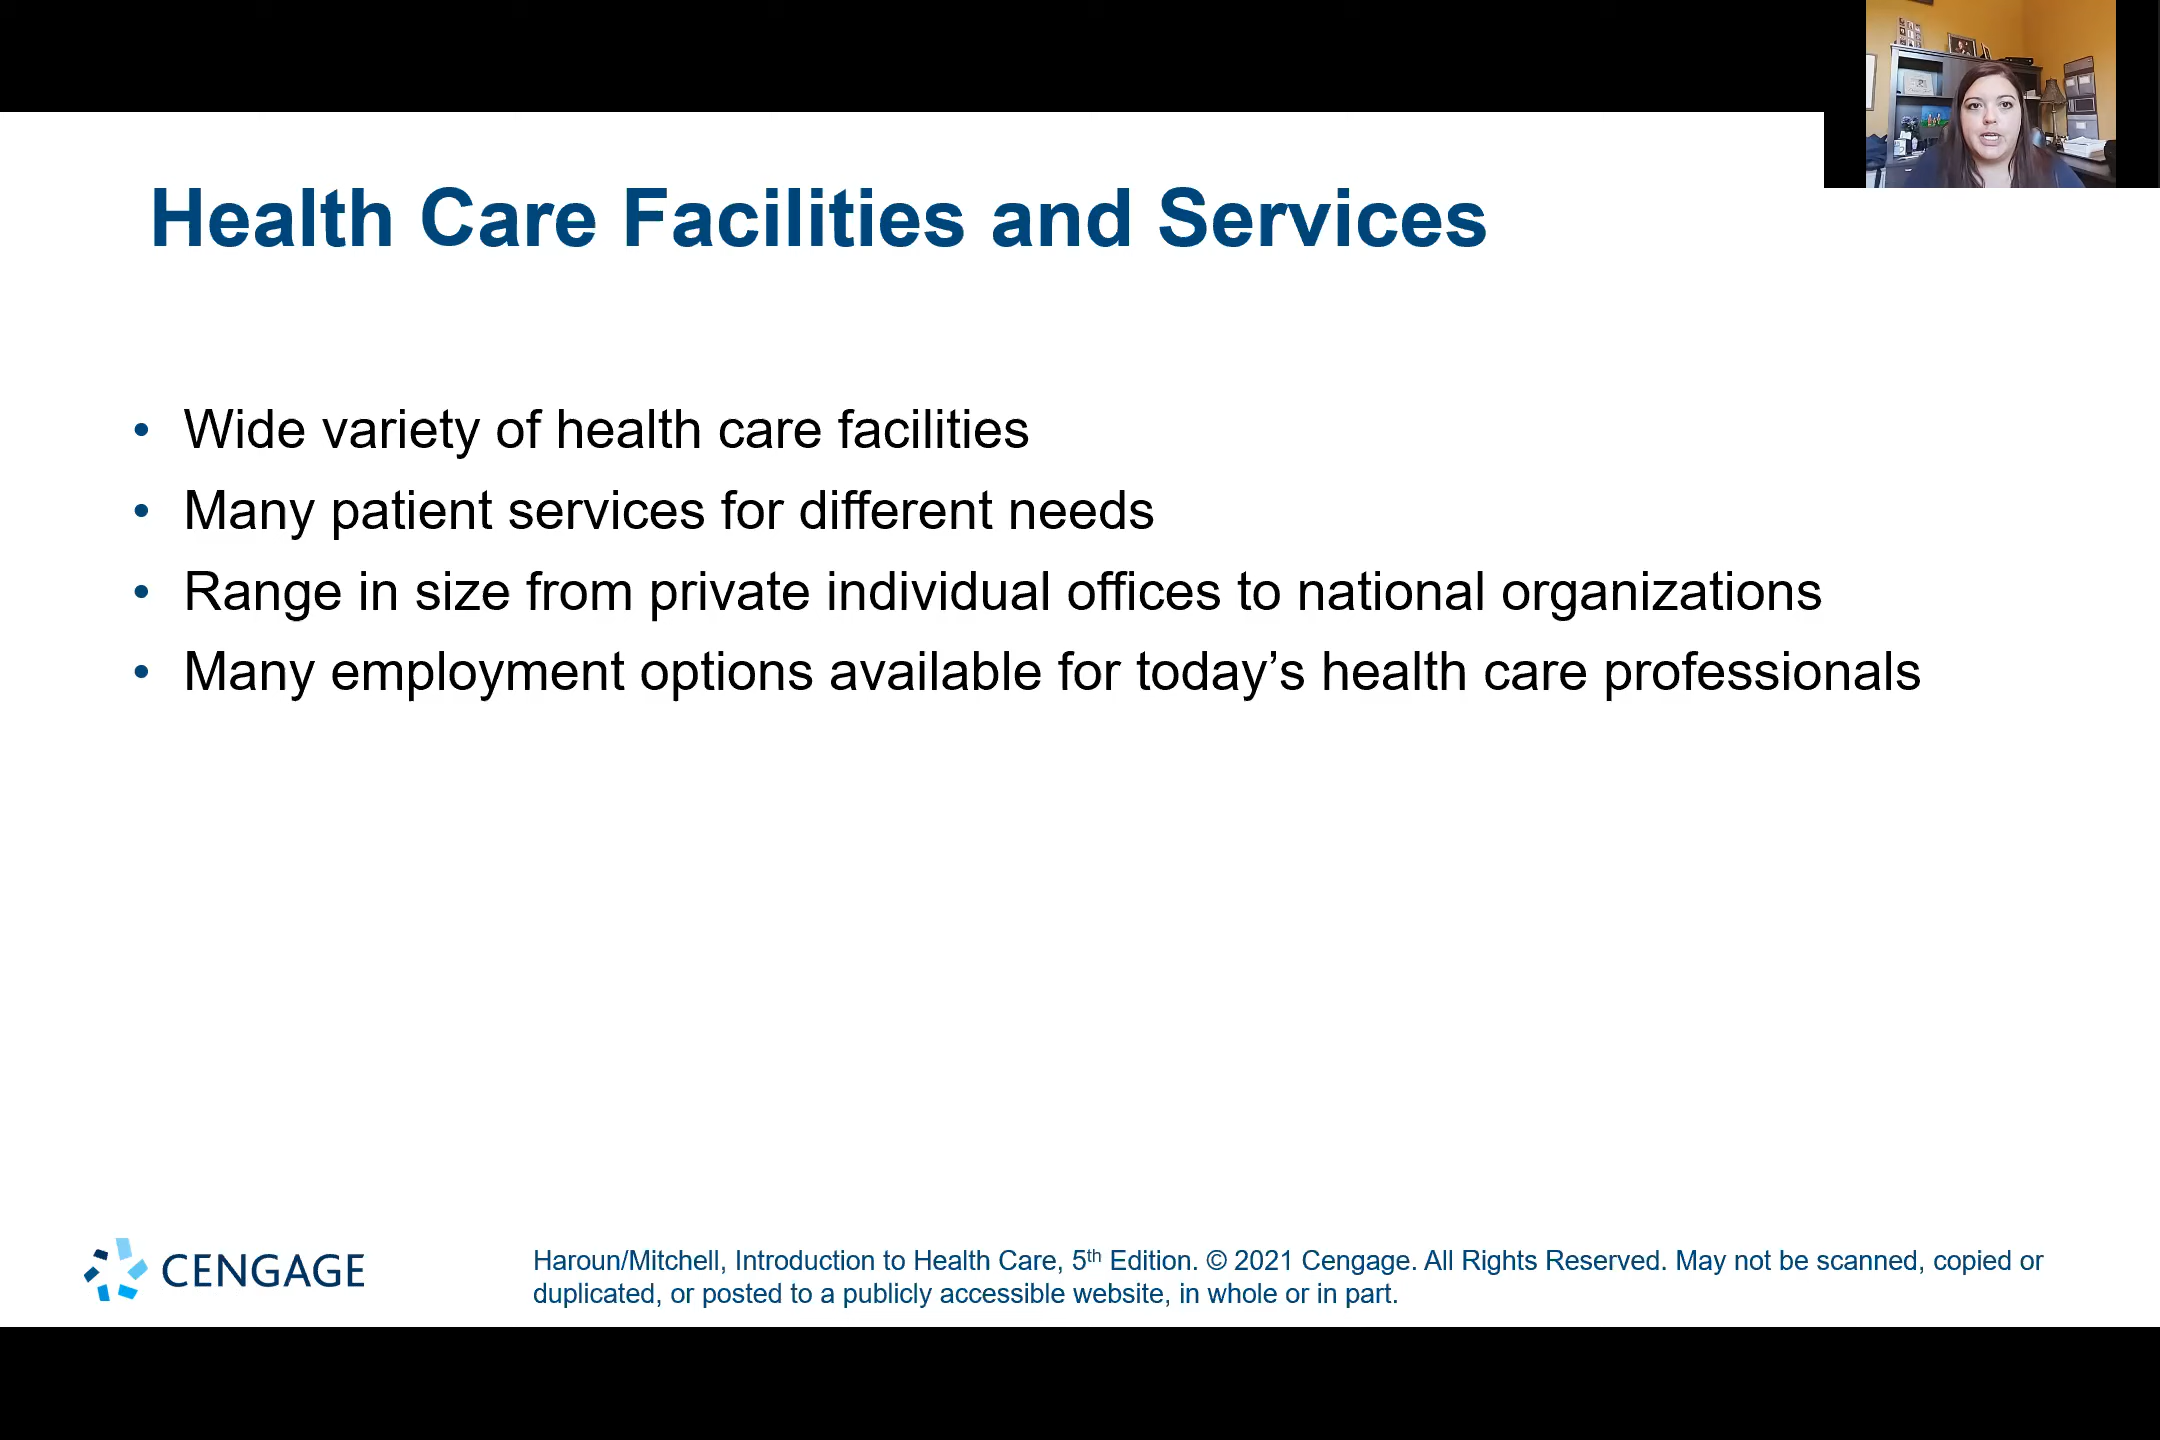 Health Care Facilities and Services
• Wide variety of health care facilities
• Many patient services for different needs
• Range in size from private individual offices to national organizations
• Many employment options available for today’s health care professionals
CENGAGE
Haroun/Mitchell, Introduction to Health Care, 5th Edition. © 2021 Cengage. All Rights Reserved. May not be scanned, copied or
duplicated, or posted to a publicly accessible website, in whole or in part.